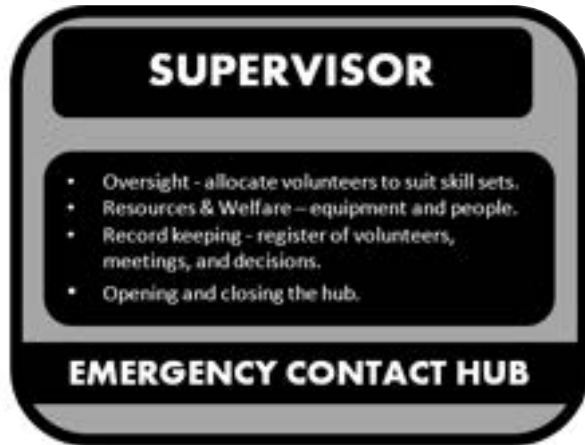 SUPERVISOR
• Oversight - allocate volunteers to suit skill sets.
• Resources & Welfare – equipment and people.
• Record keeping - register of volunteers,
meetings, and decisions.
• Opening and closing the hub.
EMERGENCY CONTACT HUB